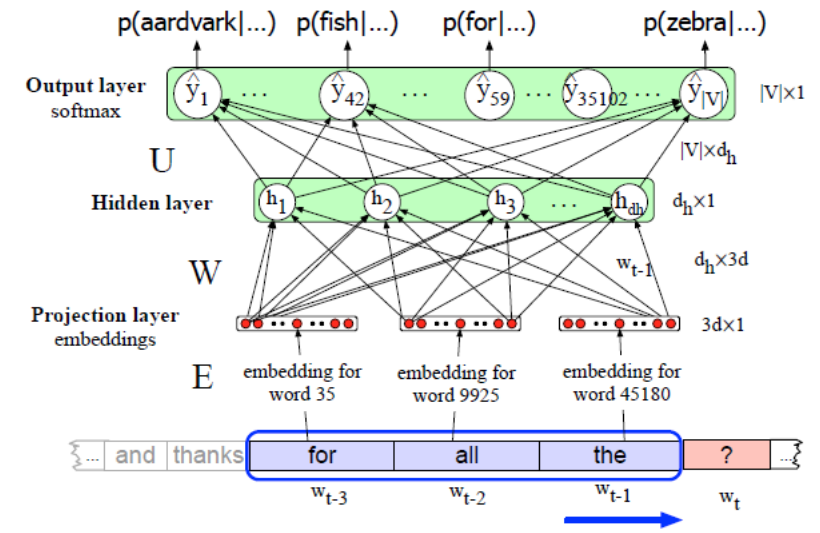 p(aardvark|...) p(fish|...) p(for|...) p(zebra|...)
Output layer
softmax
ŷ1 ... ŷ42 ... ŷ59 ... ŷ35102 ... ŷ|V| |V|×1
U |V|×dh
Hidden layer h1 h2 h3 ... hdh dh×1
W wt-1 dh×3d
Projection layer
embeddings
.. .. .. .. .. .. 3d×1
E
embedding for
word 35
embedding for
word 9925
embedding for
word 45180
... and thanks for all the ? ...
wt-3 wt-2 wt-1 wt